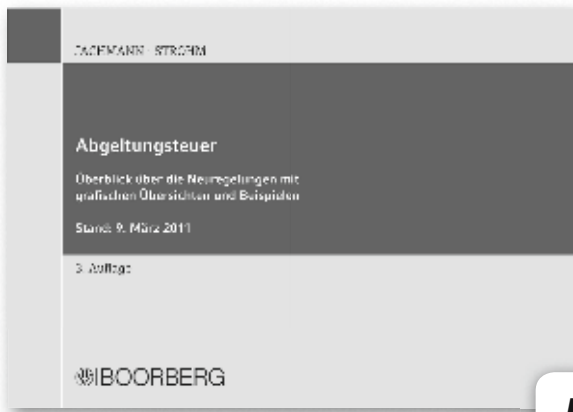 JACHMANN · STROHM
Abgeltungsteuer
Überblick über die Neuregelungen mit
grafischen Übersichten und Beispielen
Stand: 9. März 2011
3. Auflage
BOORBERG